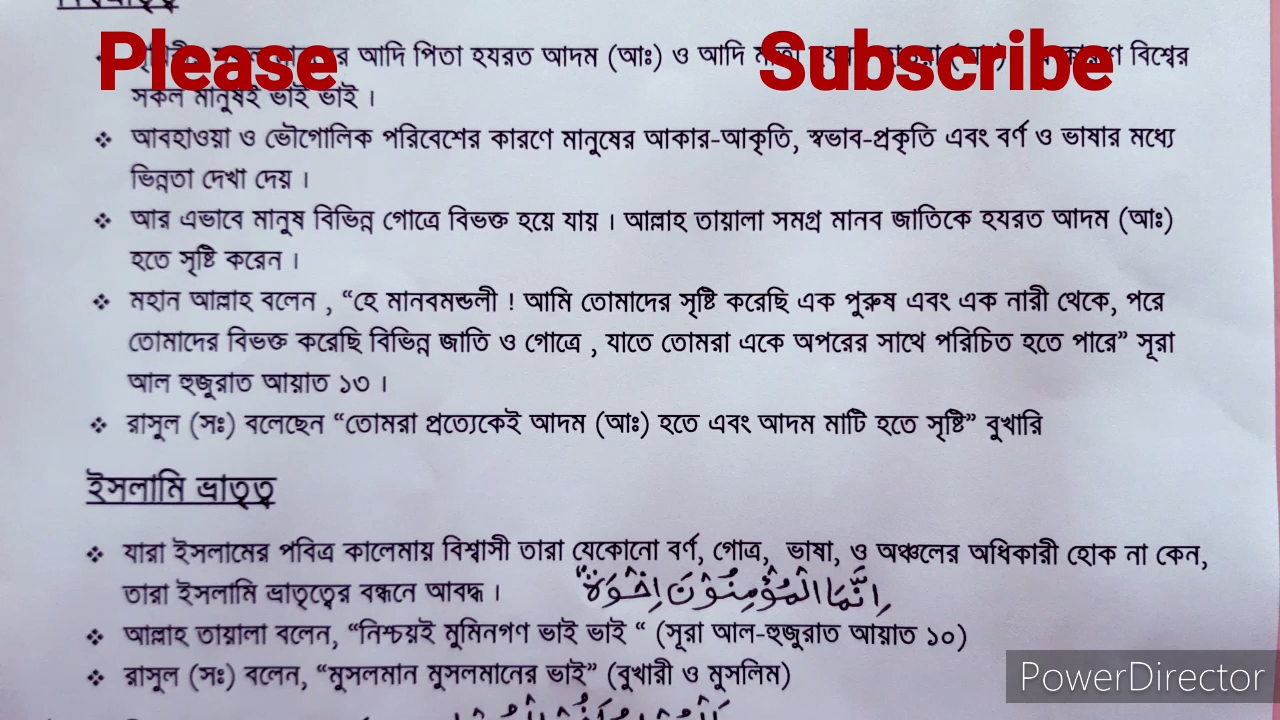 Please Subscribe
র আদি পিতা হযরত আদম (আঃ) ও আদি বিশ্বের
সকল মানুষই ভাই ভাই ।
❖ আবহাওয়া ও ভৌগোলিক পরিবেশের কারণে মানুষের আকার-আকৃতি, স্বভাব-প্রকৃতি এবং বর্ণ ও ভাষার মধ্যে
ভিন্নতা দেখা দেয় ।
❖ আর এভাবে মানুষ বিভিন্ন গোত্রে বিভক্ত হয়ে যায় । আল্লাহ তায়ালা সমগ্র মানব জাতিকে হযরত আদম (আঃ)
হতে সৃষ্টি করেন ।
❖ মহান আল্লাহ বলেন , “হে মানবমন্ডলী ! আমি তোমাদের সৃষ্টি করেছি এক পুরুষ এবং এক নারী থেকে, পরে
তোমাদের বিভক্ত করেছি বিভিন্ন জাতি ও গোত্রে , যাতে তোমরা একে অপরের সাথে পরিচিত হতে পারে” সূরা
আল হুজুরাত আয়াত ১৩ ।
❖ রাসুল (সঃ) বলেছেন “তোমরা প্রত্যেকেই আদম (আঃ) হতে এবং আদম মাটি হতে সৃষ্টি” বুখারি
ইসলামি ভ্রাতৃত্ব
❖ যারা ইসলামের পবিত্র কালেমায় বিশ্বাসী তারা যেকোনো বর্ণ, গোত্র, ভাষা, ও অঞ্চলের অধিকারী হোক না কেন,
তারা ইসলামি ভ্রাতৃত্বের বন্ধনে আবদ্ধ । اِنَّمَا الْمُؤْمِنُوْنَ اِخْوَةٌ
❖ আল্লাহ তায়ালা বলেন, “নিশ্চয়ই মুমিনগণ ভাই ভাই “ (সূরা আল-হুজুরাত আয়াত ১০)
❖ রাসুল (সঃ) বলেন, “মুসলমান মুসলমানের ভাই” (বুখারী ও মুসলিম)
PowerDirector